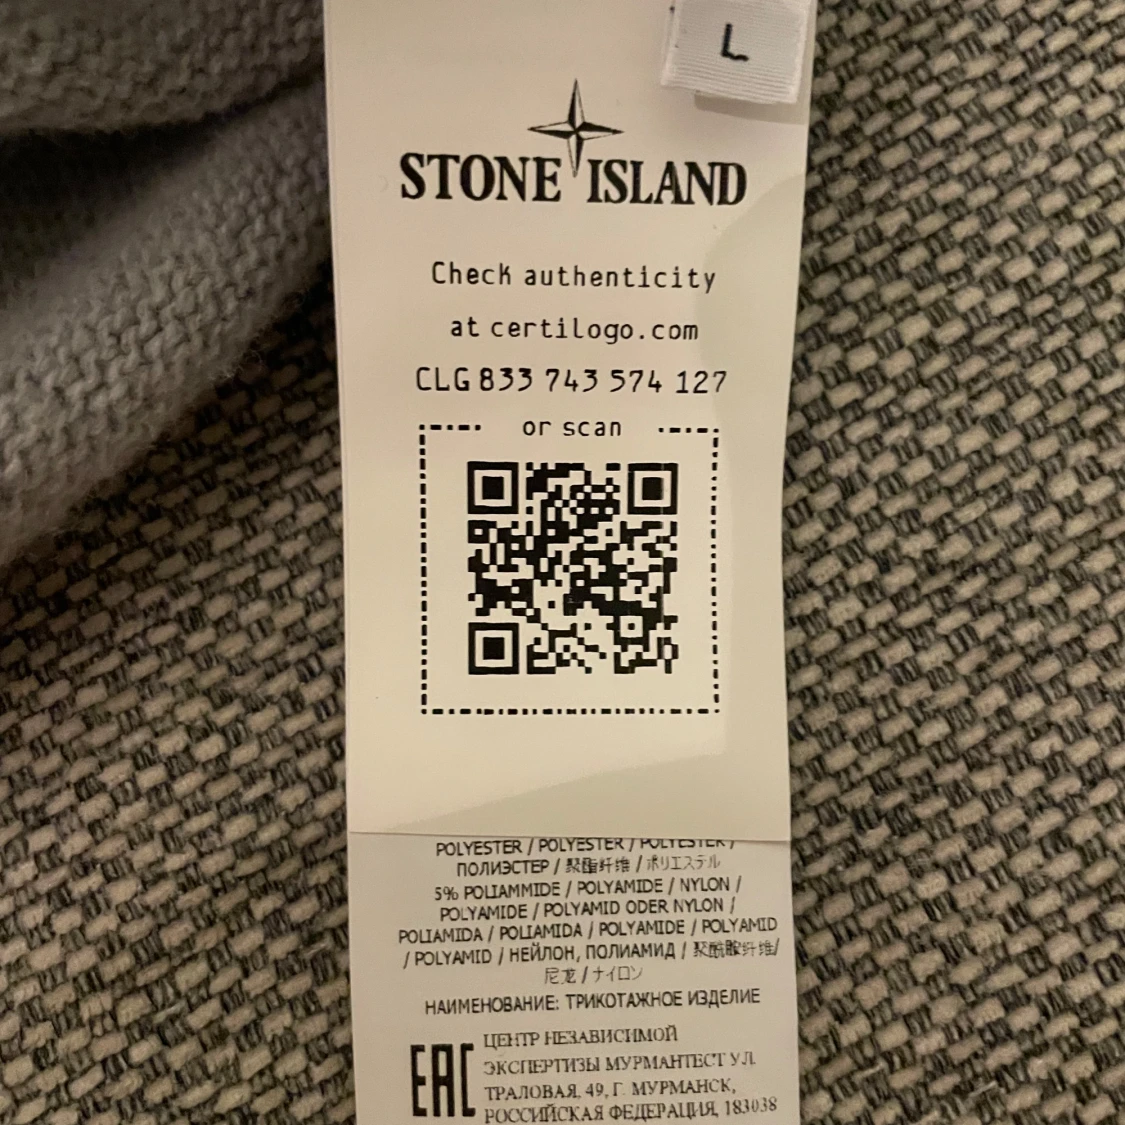 L
STONE ISLAND
Check authenticity
at certilogo.com
CLG 833 743 574 127
or scan
POLYESTER / POLYESTER / POLYESTER /
ПОЛИЭСТЕР / 聚酯纤维 / ポリエステル
5% POLIAMMIDE / POLYAMIDE / NYLON /
POLYAMIDE / POLYAMID ODER NYLON /
POLIAMIDA / POLIAMIDA / POLYAMIDE / POLYAMID
/ POLYAMID / НЕЙЛОН, ПОЛИАМИД / 聚酰胺纤维/
尼龙 / ナイロン
НАИМЕНОВАНИЕ: ТРИКОТАЖНОЕ ИЗДЕЛИЕ
EAC
ЦЕНТР НЕЗАВИСИМОЙ
ЭКСПЕРТИЗЫ МУРМАНТЕСТ УЛ.
ТРАЛОВАЯ, 49, Г. МУРМАНСК,
РОССИЙСКАЯ ФЕДЕРАЦИЯ, 183038